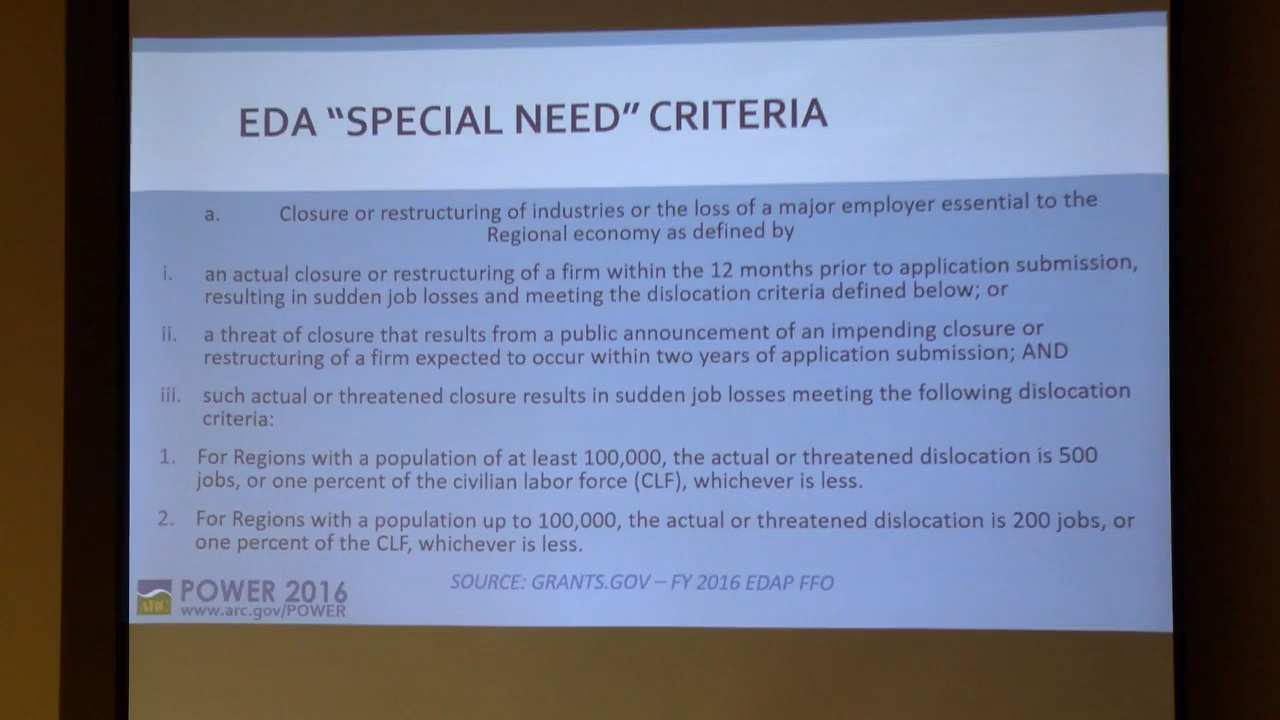 EDA “SPECIAL NEED” CRITERIA
a. Closure or restructuring of industries or the loss of a major employer essential to the
Regional economy as defined by
i. an actual closure or restructuring of a firm within the 12 months prior to application submission,
resulting in sudden job losses and meeting the dislocation criteria defined below; or
ii. a threat of closure that results from a public announcement of an impending closure or
restructuring of a firm expected to occur within two years of application submission; AND
iii. such actual or threatened closure results in sudden job losses meeting the following dislocation
criteria:
1. For Regions with a population of at least 100,000, the actual or threatened dislocation is 500
jobs, or one percent of the civilian labor force (CLF), whichever is less.
2. For Regions with a population up to 100,000, the actual or threatened dislocation is 200 jobs, or
one percent of the CLF, whichever is less.
SOURCE: GRANTS.GOV – FY 2016 EDAP FFO
ARC
POWER 2016
www.arc.gov/POWER